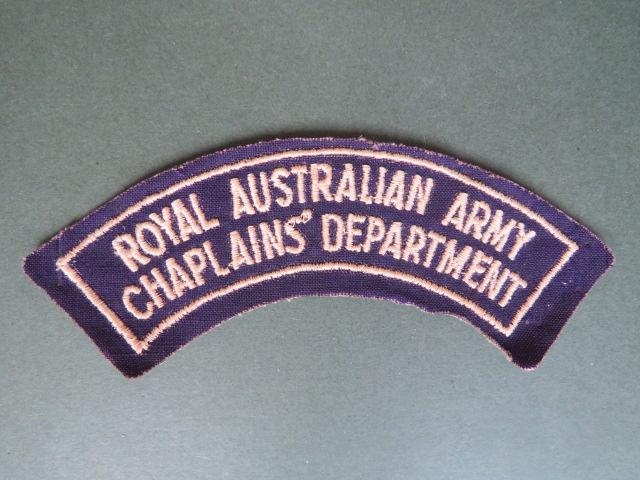 ROYAL AUSTRALIAN ARMY
CHAPLAINS' DEPARTMENT